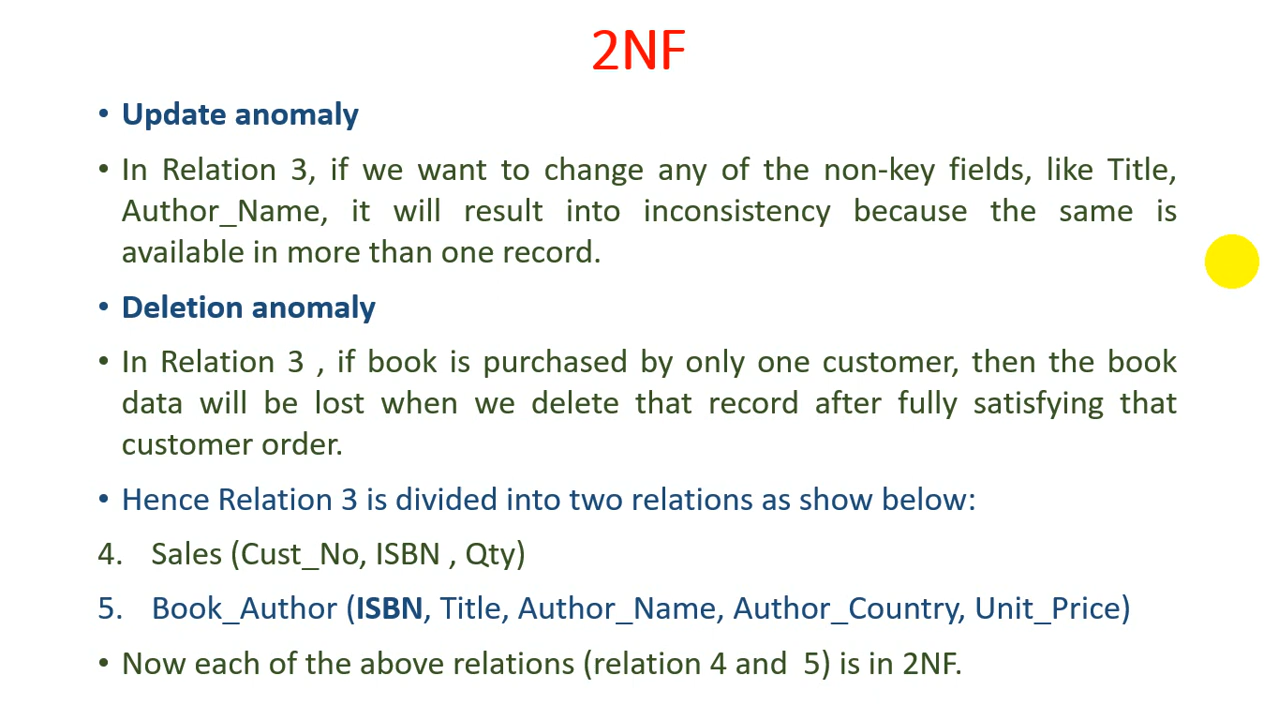 2NF
• Update anomaly
• In Relation 3, if we want to change any of the non-key fields, like Title,
Author_Name, it will result into inconsistency because the same is
available in more than one record.
• Deletion anomaly
• In Relation 3 , if book is purchased by only one customer, then the book
data will be lost when we delete that record after fully satisfying that
customer order.
• Hence Relation 3 is divided into two relations as show below:
4. Sales (Cust_No, ISBN , Qty)
5. Book_Author (ISBN, Title, Author_Name, Author_Country, Unit_Price)
• Now each of the above relations (relation 4 and 5) is in 2NF.